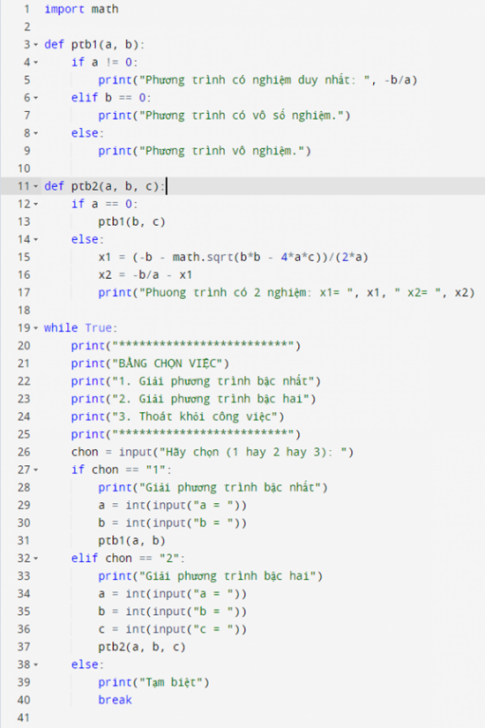 1 import math
2
3 def ptb1(a, b):
4 if a != 0:
5 print("Phương trình có nghiệm duy nhất: ", -b/a)
6 elif b == 0:
7 print("Phương trình có vô số nghiệm.")
8 else:
9 print("Phương trình vô nghiệm.")
10
11 def ptb2(a, b, c):
12 if a == 0:
13 ptb1(b, c)
14 else:
15 x1 = (-b - math.sqrt(b*b - 4*a*c))/(2*a)
16 x2 = -b/a - x1
17 print("Phuong trình có 2 nghiệm: x1= ", x1, " x2= ", x2)
18
19 while True:
20 print("*************************")
21 print("BẢNG CHỌN VIỆC")
22 print("1. Giải phương trình bậc nhất")
23 print("2. Giải phương trình bậc hai")
24 print("3. Thoát khỏi công việc")
25 print("*************************")
26 chon = input("Hãy chọn (1 hay 2 hay 3): ")
27 if chon == "1":
28 print("Giải phương trình bậc nhất")
29 a = int(input("a = "))
30 b = int(input("b = "))
31 ptb1(a, b)
32 elif chon == "2":
33 print("Giải phương trình bậc hai")
34 a = int(input("a = "))
35 b = int(input("b = "))
36 c = int(input("c = "))
37 ptb2(a, b, c)
38 else:
39 print("Tạm biệt")
40 break
41